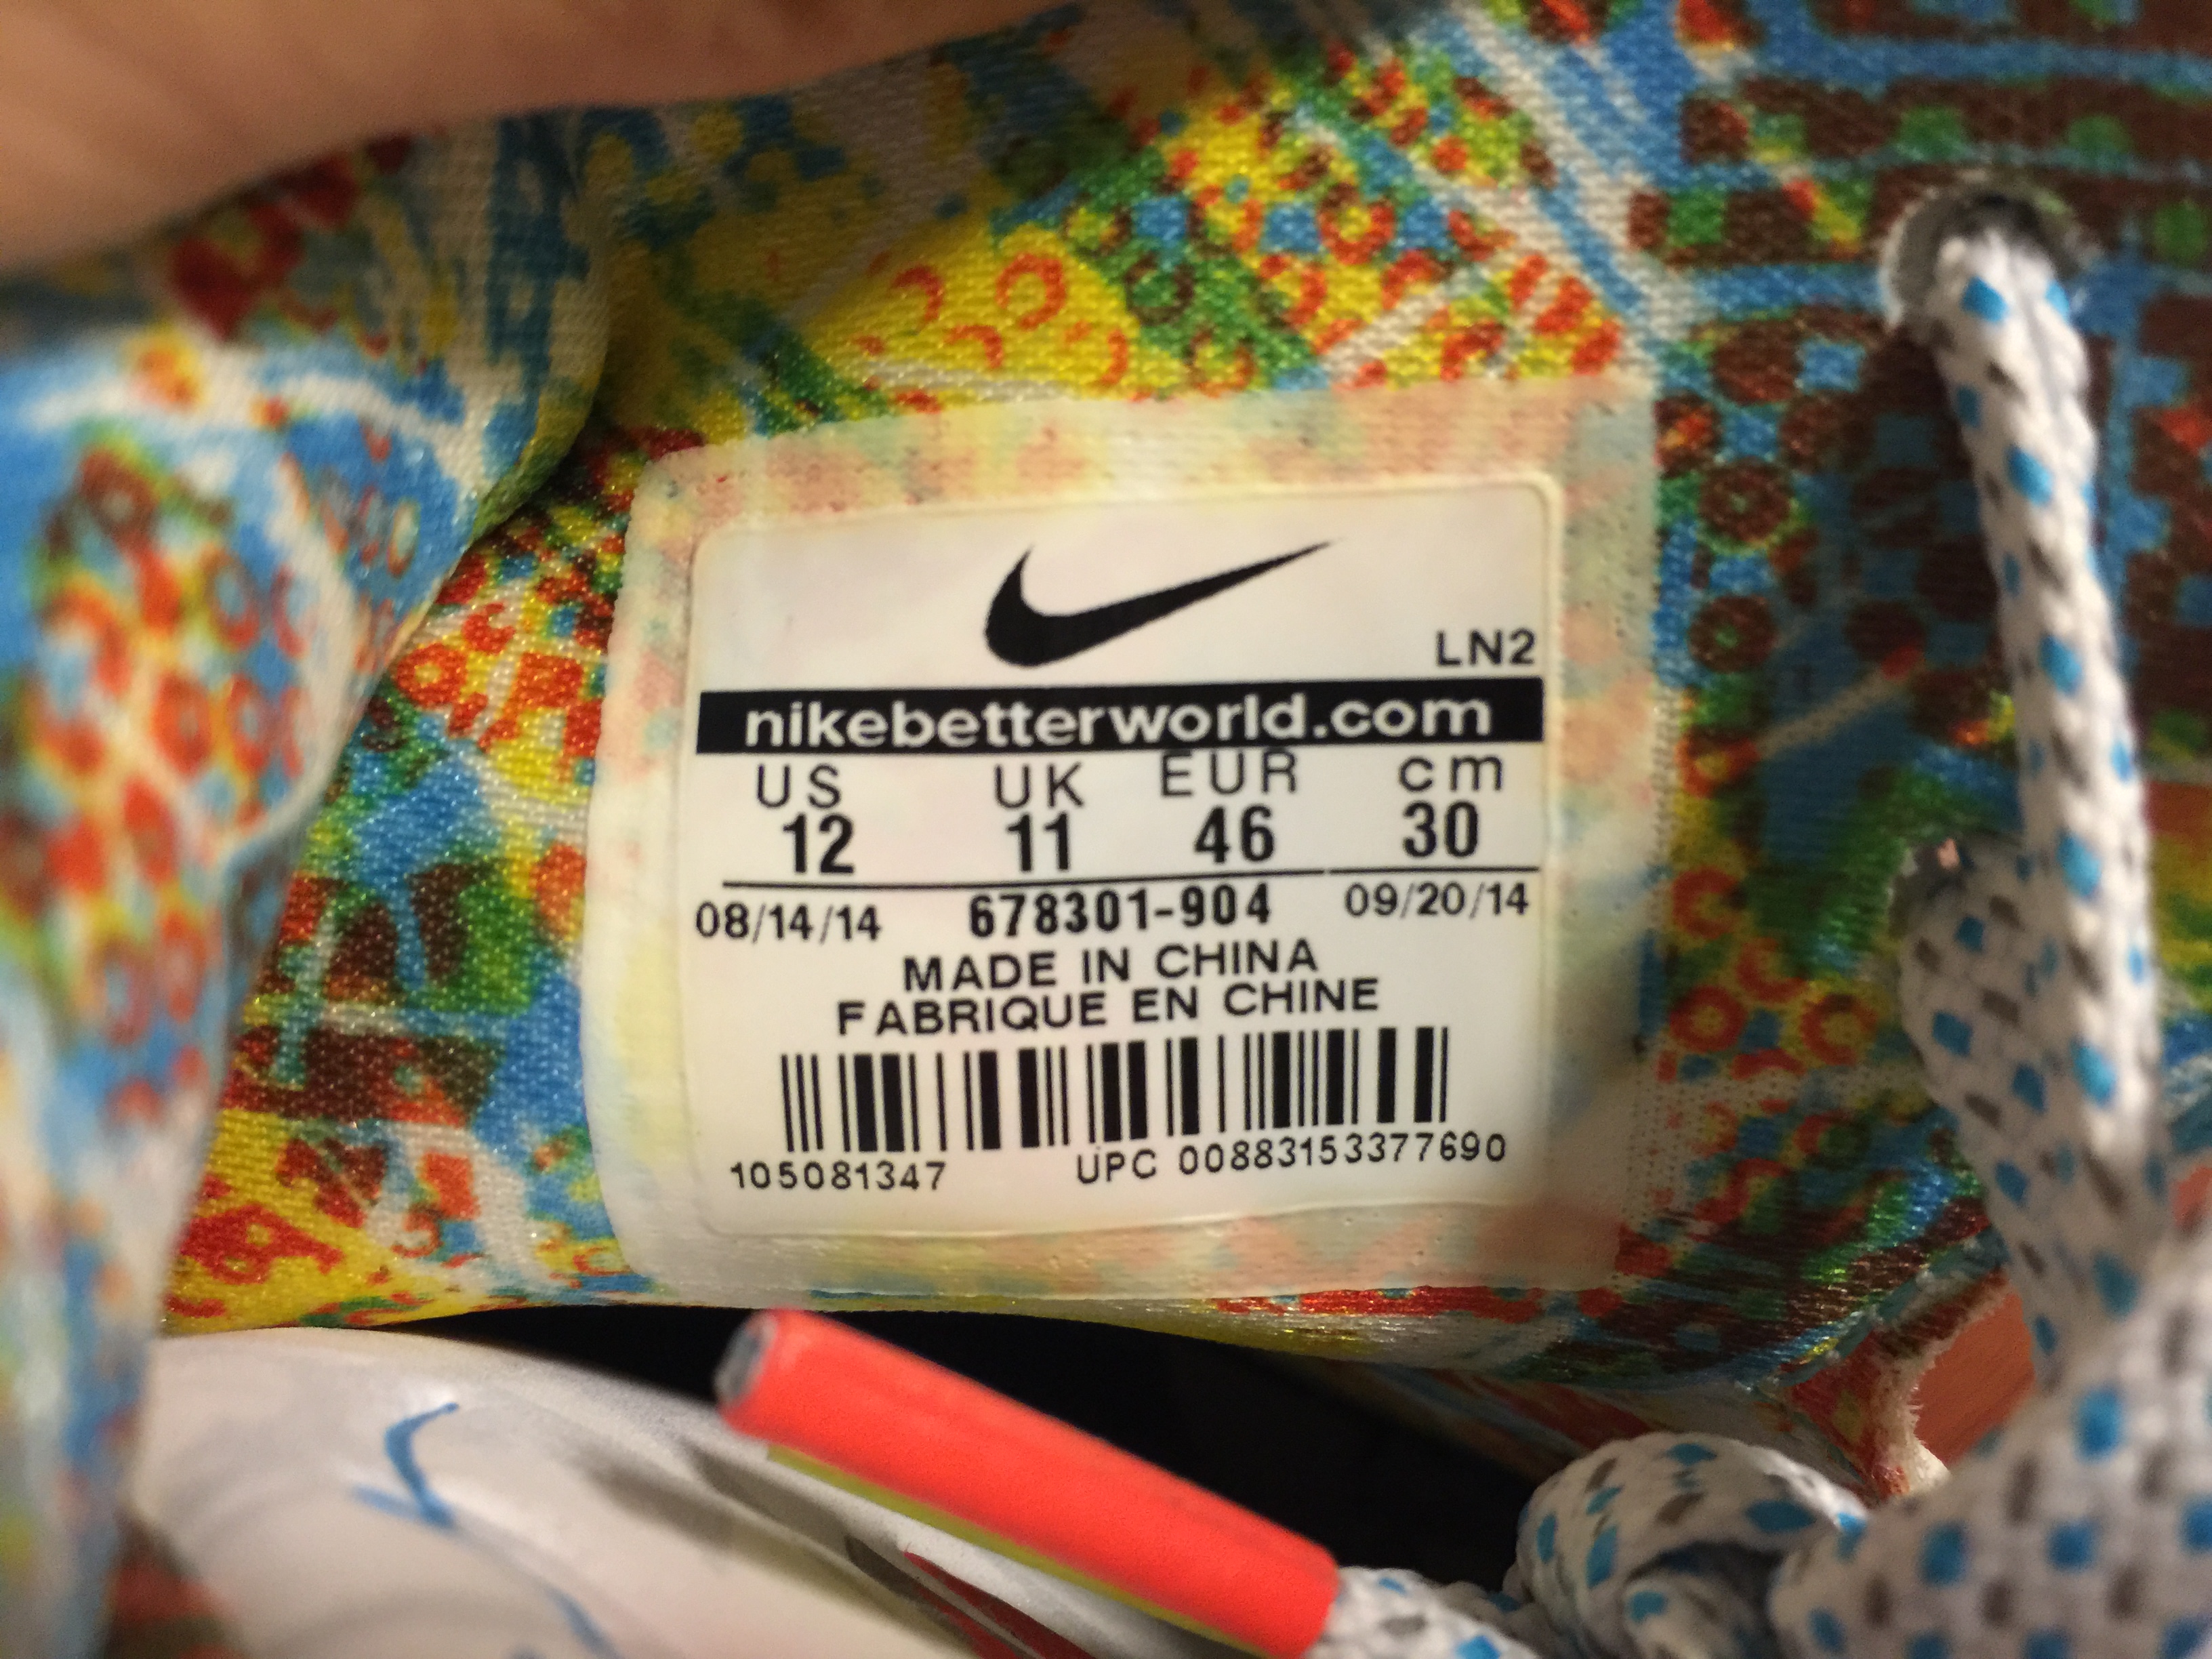 LN2
nikebetterworld.com
US UK EUR cm
12 11 46 30
08/14/14 678301-904 09/20/14
MADE IN CHINA
FABRIQUE EN CHINE
105081347 UPC 00883153377690